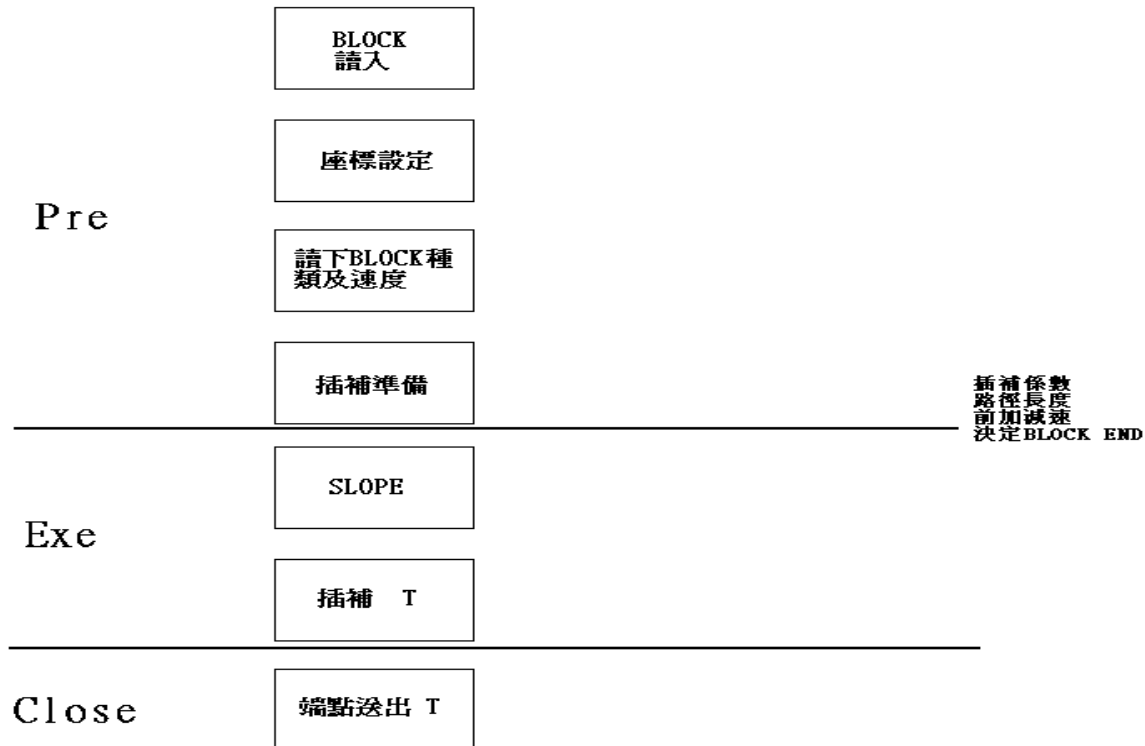 BLOCK
讀入
座標設定
Pre
讀下BLOCK種
類及速度
插補準備
插補係數
路徑長度
前加減速
決定BLOCK END
SLOPE
Exe
插補 T
Close
端點送出 T